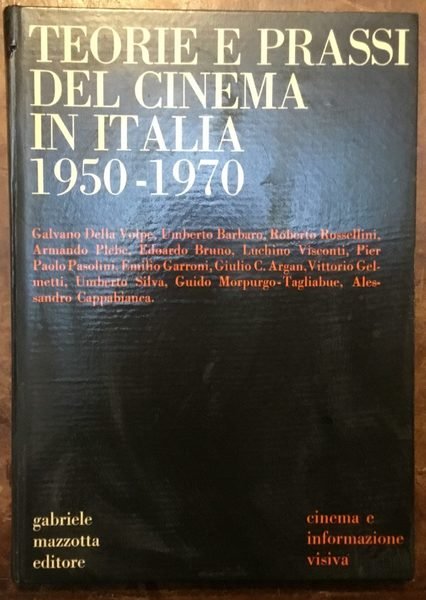 TEORIE E PRASSI
DEL CINEMA
IN ITALIA
1950-1970
Galvano Della Volpe, Umberto Barbaro, Roberto Rossellini,
Armando Plebe, Edoardo Bruno, Luchino Visconti, Pier
Paolo Pasolini, Emilio Garroni, Giulio C. Argan, Vittorio Gel-
metti, Umberto Silva, Guido Morpurgo-Tagliabue, Ales-
sandro Cappabianca.
gabriele
mazzotta
editore
cinema e
informazione
visiva